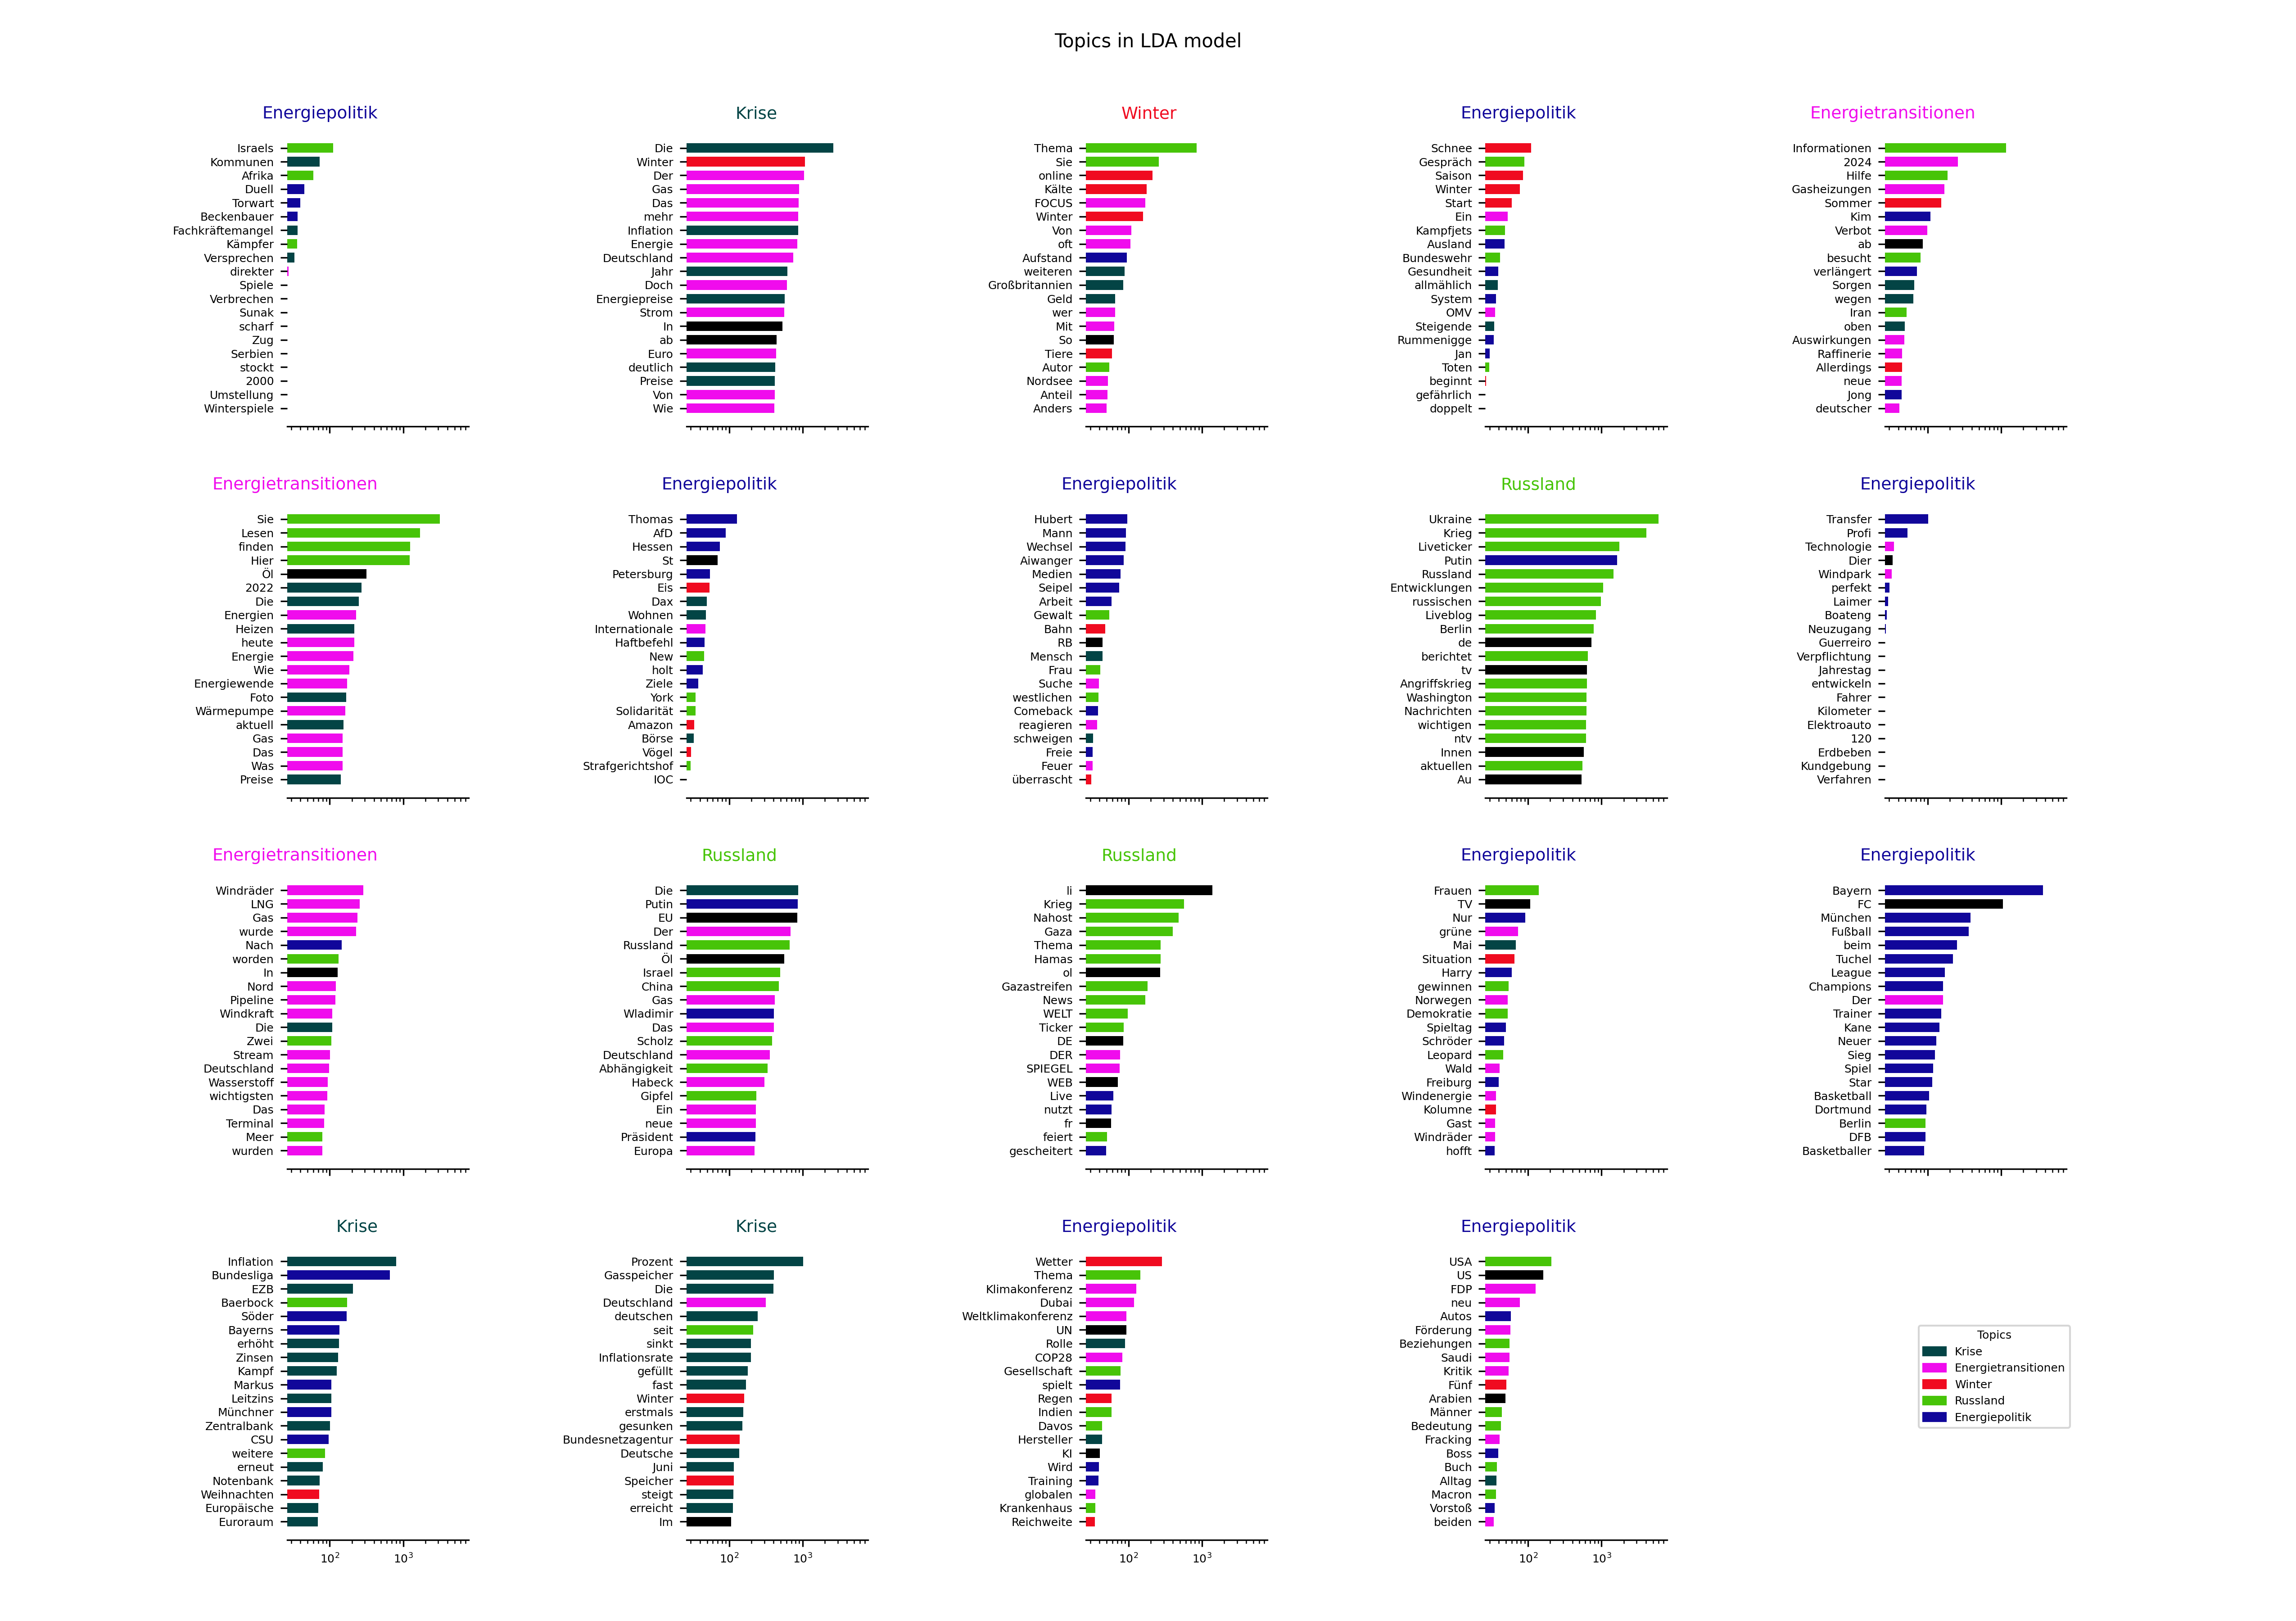 Topics in LDA model
Energiepolitik
Israels
Kommunen
Afrika
Duell
Torwart
Beckenbauer
Fachkräftemangel
Kämpfer
Versprechen
direkter
Spiele
Verbrechen
Sunak
scharf
Zug
Serbien
stockt
2000
Umstellung
Winterspiele
Krise
Die
Winter
Der
Gas
Das
mehr
Inflation
Energie
Deutschland
Jahr
Doch
Energiepreise
Strom
In
ab
Euro
deutlich
Preise
Von
Wie
Winter
Thema
Sie
online
Kälte
FOCUS
Winter
Von
oft
Aufstand
weiteren
Großbritannien
Geld
wer
Mit
So
Tiere
Autor
Nordsee
Anteil
Anders
Energiepolitik
Schnee
Gespräch
Saison
Winter
Start
Ein
Kampfjets
Ausland
Bundeswehr
Gesundheit
allmählich
System
OMV
Steigende
Rummenigge
Jan
Toten
beginnt
gefährlich
doppelt
Energietransitionen
Informationen
2024
Hilfe
Gasheizungen
Sommer
Kim
Verbot
ab
besucht
verlängert
Sorgen
wegen
Iran
oben
Auswirkungen
Raffinerie
Allerdings
neue
Jong
deutscher
Energietransitionen
Sie
Lesen
finden
Hier
Öl
2022
Die
Energien
Heizen
heute
Energie
Wie
Energiewende
Foto
Wärmepumpe
aktuell
Gas
Das
Was
Preise
Energiepolitik
Thomas
AfD
Hessen
St
Petersburg
Eis
Dax
Wohnen
Internationale
Haftbefehl
New
holt
Ziele
York
Solidarität
Amazon
Börse
Vögel
Strafgerichtshof
IOC
Energiepolitik
Hubert
Mann
Wechsel
Aiwanger
Medien
Seipel
Arbeit
Gewalt
Bahn
RB
Mensch
Frau
Suche
westlichen
Comeback
reagieren
schweigen
Freie
Feuer
überrascht
Russland
Ukraine
Krieg
Liveticker
Putin
Russland
Entwicklungen
russischen
Liveblog
Berlin
de
berichtet
tv
Angriffskrieg
Washington
Nachrichten
wichtigen
ntv
Innen
aktuellen
Au
Energiepolitik
Transfer
Profi
Technologie
Dier
Windpark
perfekt
Laimer
Boateng
Neuzugang
Guerreiro
Verpflichtung
Jahrestag
entwickeln
Fahrer
Kilometer
Elektroauto
120
Erdbeben
Kundgebung
Verfahren
Energietransitionen
Windräder
LNG
Gas
wurde
Nach
worden
In
Nord
Pipeline
Windkraft
Die
Zwei
Stream
Deutschland
Wasserstoff
wichtigsten
Das
Terminal
Meer
wurden
Russland
Die
Putin
EU
Der
Russland
Öl
Israel
China
Gas
Wladimir
Das
Scholz
Deutschland
Abhängigkeit
Habeck
Gipfel
Ein
neue
Präsident
Europa
Russland
li
Krieg
Nahost
Gaza
Thema
Hamas
ol
Gazastreifen
News
WELT
Ticker
DE
DER
SPIEGEL
WEB
Live
nutzt
fr
feiert
gescheitert
Energiepolitik
Frauen
TV
Nur
grüne
Mai
Situation
Harry
gewinnen
Norwegen
Demokratie
Spieltag
Schröder
Leopard
Wald
Freiburg
Windenergie
Kolumne
Gast
Windräder
hofft
Energiepolitik
Bayern
FC
München
Fußball
beim
Tuchel
League
Champions
Der
Trainer
Kane
Neuer
Sieg
Spiel
Star
Basketball
Dortmund
Berlin
DFB
Basketballer
Krise
Inflation
Bundesliga
EZB
Baerbock
Söder
Bayerns
erhöht
Zinsen
Kampf
Markus
Leitzins
Münchner
Zentralbank
CSU
weitere
erneut
Notenbank
Weihnachten
Europäische
Euroraum
10² 10³
Krise
Prozent
Gasspeicher
Die
Deutschland
deutschen
seit
sinkt
Inflationsrate
gefüllt
fast
Winter
erstmals
gesunken
Bundesnetzagentur
Deutsche
Juni
Speicher
steigt
erreicht
Im
10² 10³
Energiepolitik
Wetter
Thema
Klimakonferenz
Dubai
Weltklimakonferenz
UN
Rolle
COP28
Gesellschaft
spielt
Regen
Indien
Davos
Hersteller
KI
Wird
Training
globalen
Krankenhaus
Reichweite
10² 10³
Energiepolitik
USA
US
FDP
neu
Autos
Förderung
Beziehungen
Saudi
Kritik
Fünf
Arabien
Männer
Bedeutung
Fracking
Boss
Buch
Alltag
Macron
Vorstoß
beiden
10² 10³
Topics
Krise
Energietransitionen
Winter
Russland
Energiepolitik